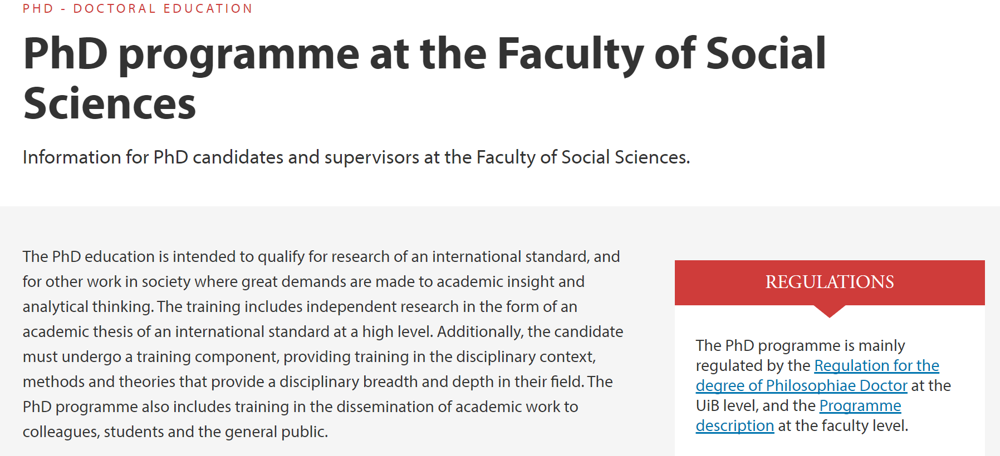 PHD - DOCTORAL EDUCATION
PhD programme at the Faculty of Social
Sciences
Information for PhD candidates and supervisors at the Faculty of Social Sciences.
The PhD education is intended to qualify for research of an international standard, and
for other work in society where great demands are made to academic insight and
analytical thinking. The training includes independent research in the form of an
academic thesis of an international standard at a high level. Additionally, the candidate
must undergo a training component, providing training in the disciplinary context,
methods and theories that provide a disciplinary breadth and depth in their field. The
PhD programme also includes training in the dissemination of academic work to
colleagues, students and the general public.
REGULATIONS
The PhD programme is mainly
regulated by the Regulation for the
degree of Philosophiae Doctor at the
UiB level, and the Programme
description at the faculty level.